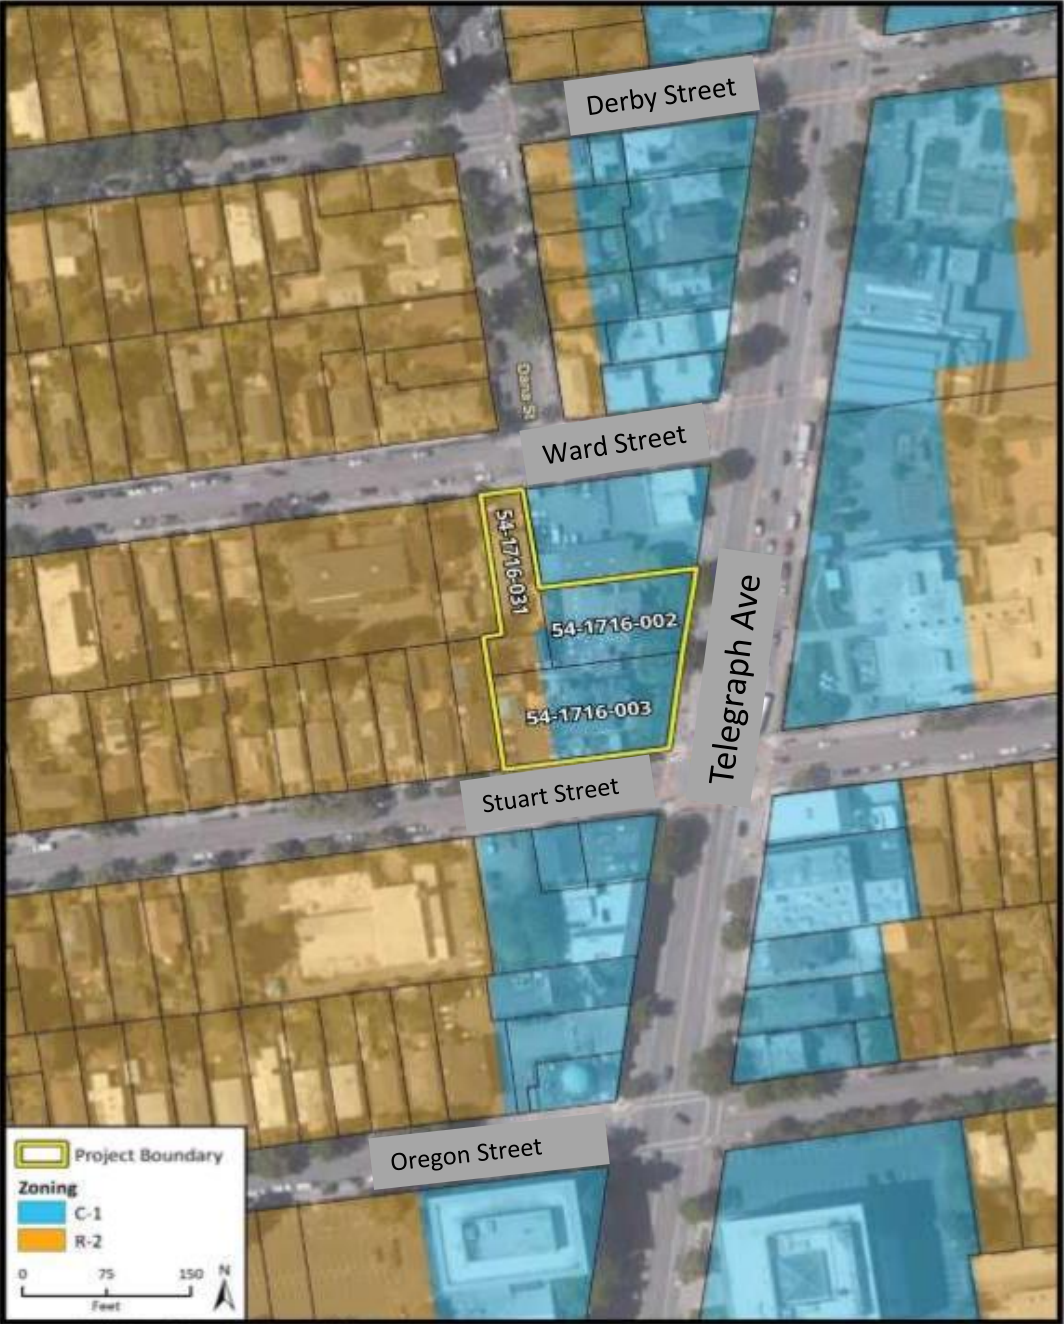 Derby Street
Dana St
Ward Street
54-1716-031
54-1716-002
Telegraph Ave
54-1716-003
Stuart Street
Oregon Street
Project Boundary
Zoning
C-1
R-2
0 75 150
Feet
N